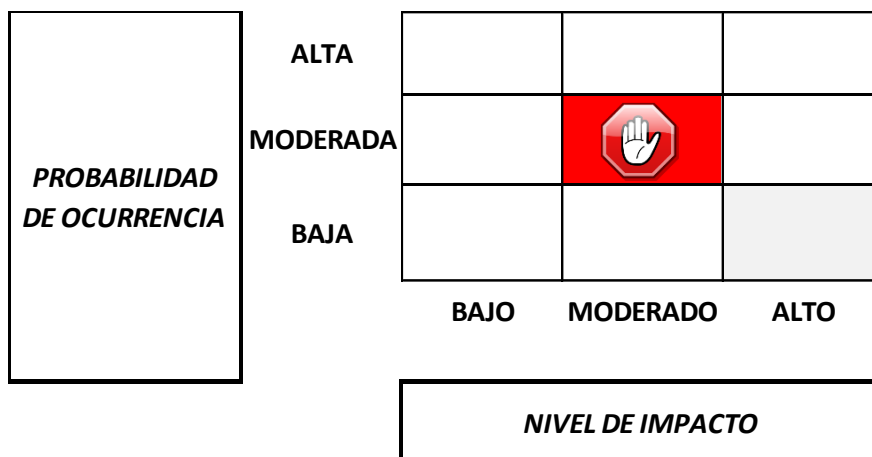 ALTA
MODERADA
PROBABILIDAD
DE OCURRENCIA
BAJA
BAJO MODERADO ALTO
NIVEL DE IMPACTO